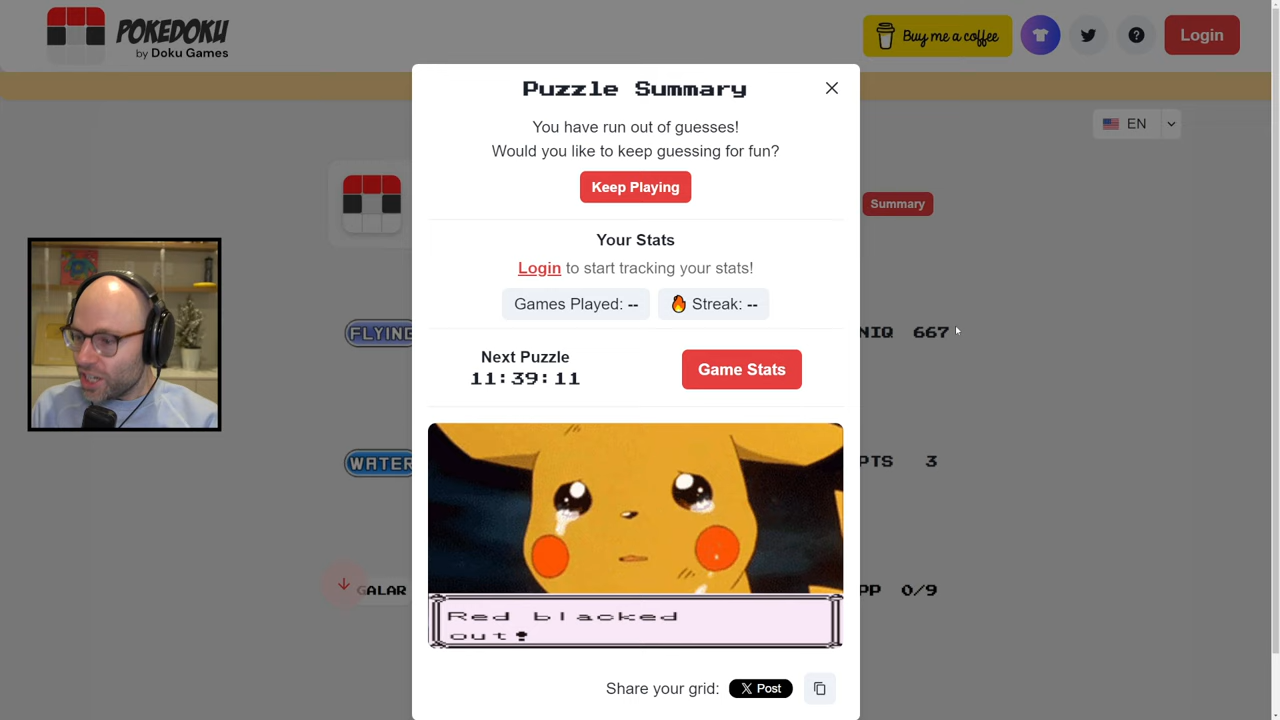 POKEDOKU
by Doku Games
Buy me a coffee
Login
EN
Puzzle Summary
You have run out of guesses!
Would you like to keep guessing for fun?
Keep Playing
Summary
Your Stats
Login to start tracking your stats!
Games Played: --
Streak: --
FLYING
NIQ 667
Next Puzzle
11:39:11
Game Stats
WATER
PTS 3
GALAR
PP 0/9
Red blacked
out!
Share your grid:
X Post